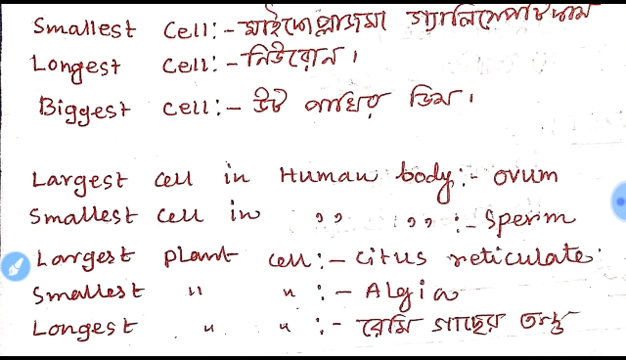 Smallest cell:- মাইকোপ্লাজমা গ্যালিসেপটিকাম
Longest cell:- নিউরোন।
Biggest cell:- উট পাখির ডিম।
Largest cell in Human body:- ovum
Smallest cell in ,, ,, :- Sperm
Largest plant cell:- Citus reticulate.
Smallest " " :- Algia
Longest " " :- রেমি গাছের তন্তু